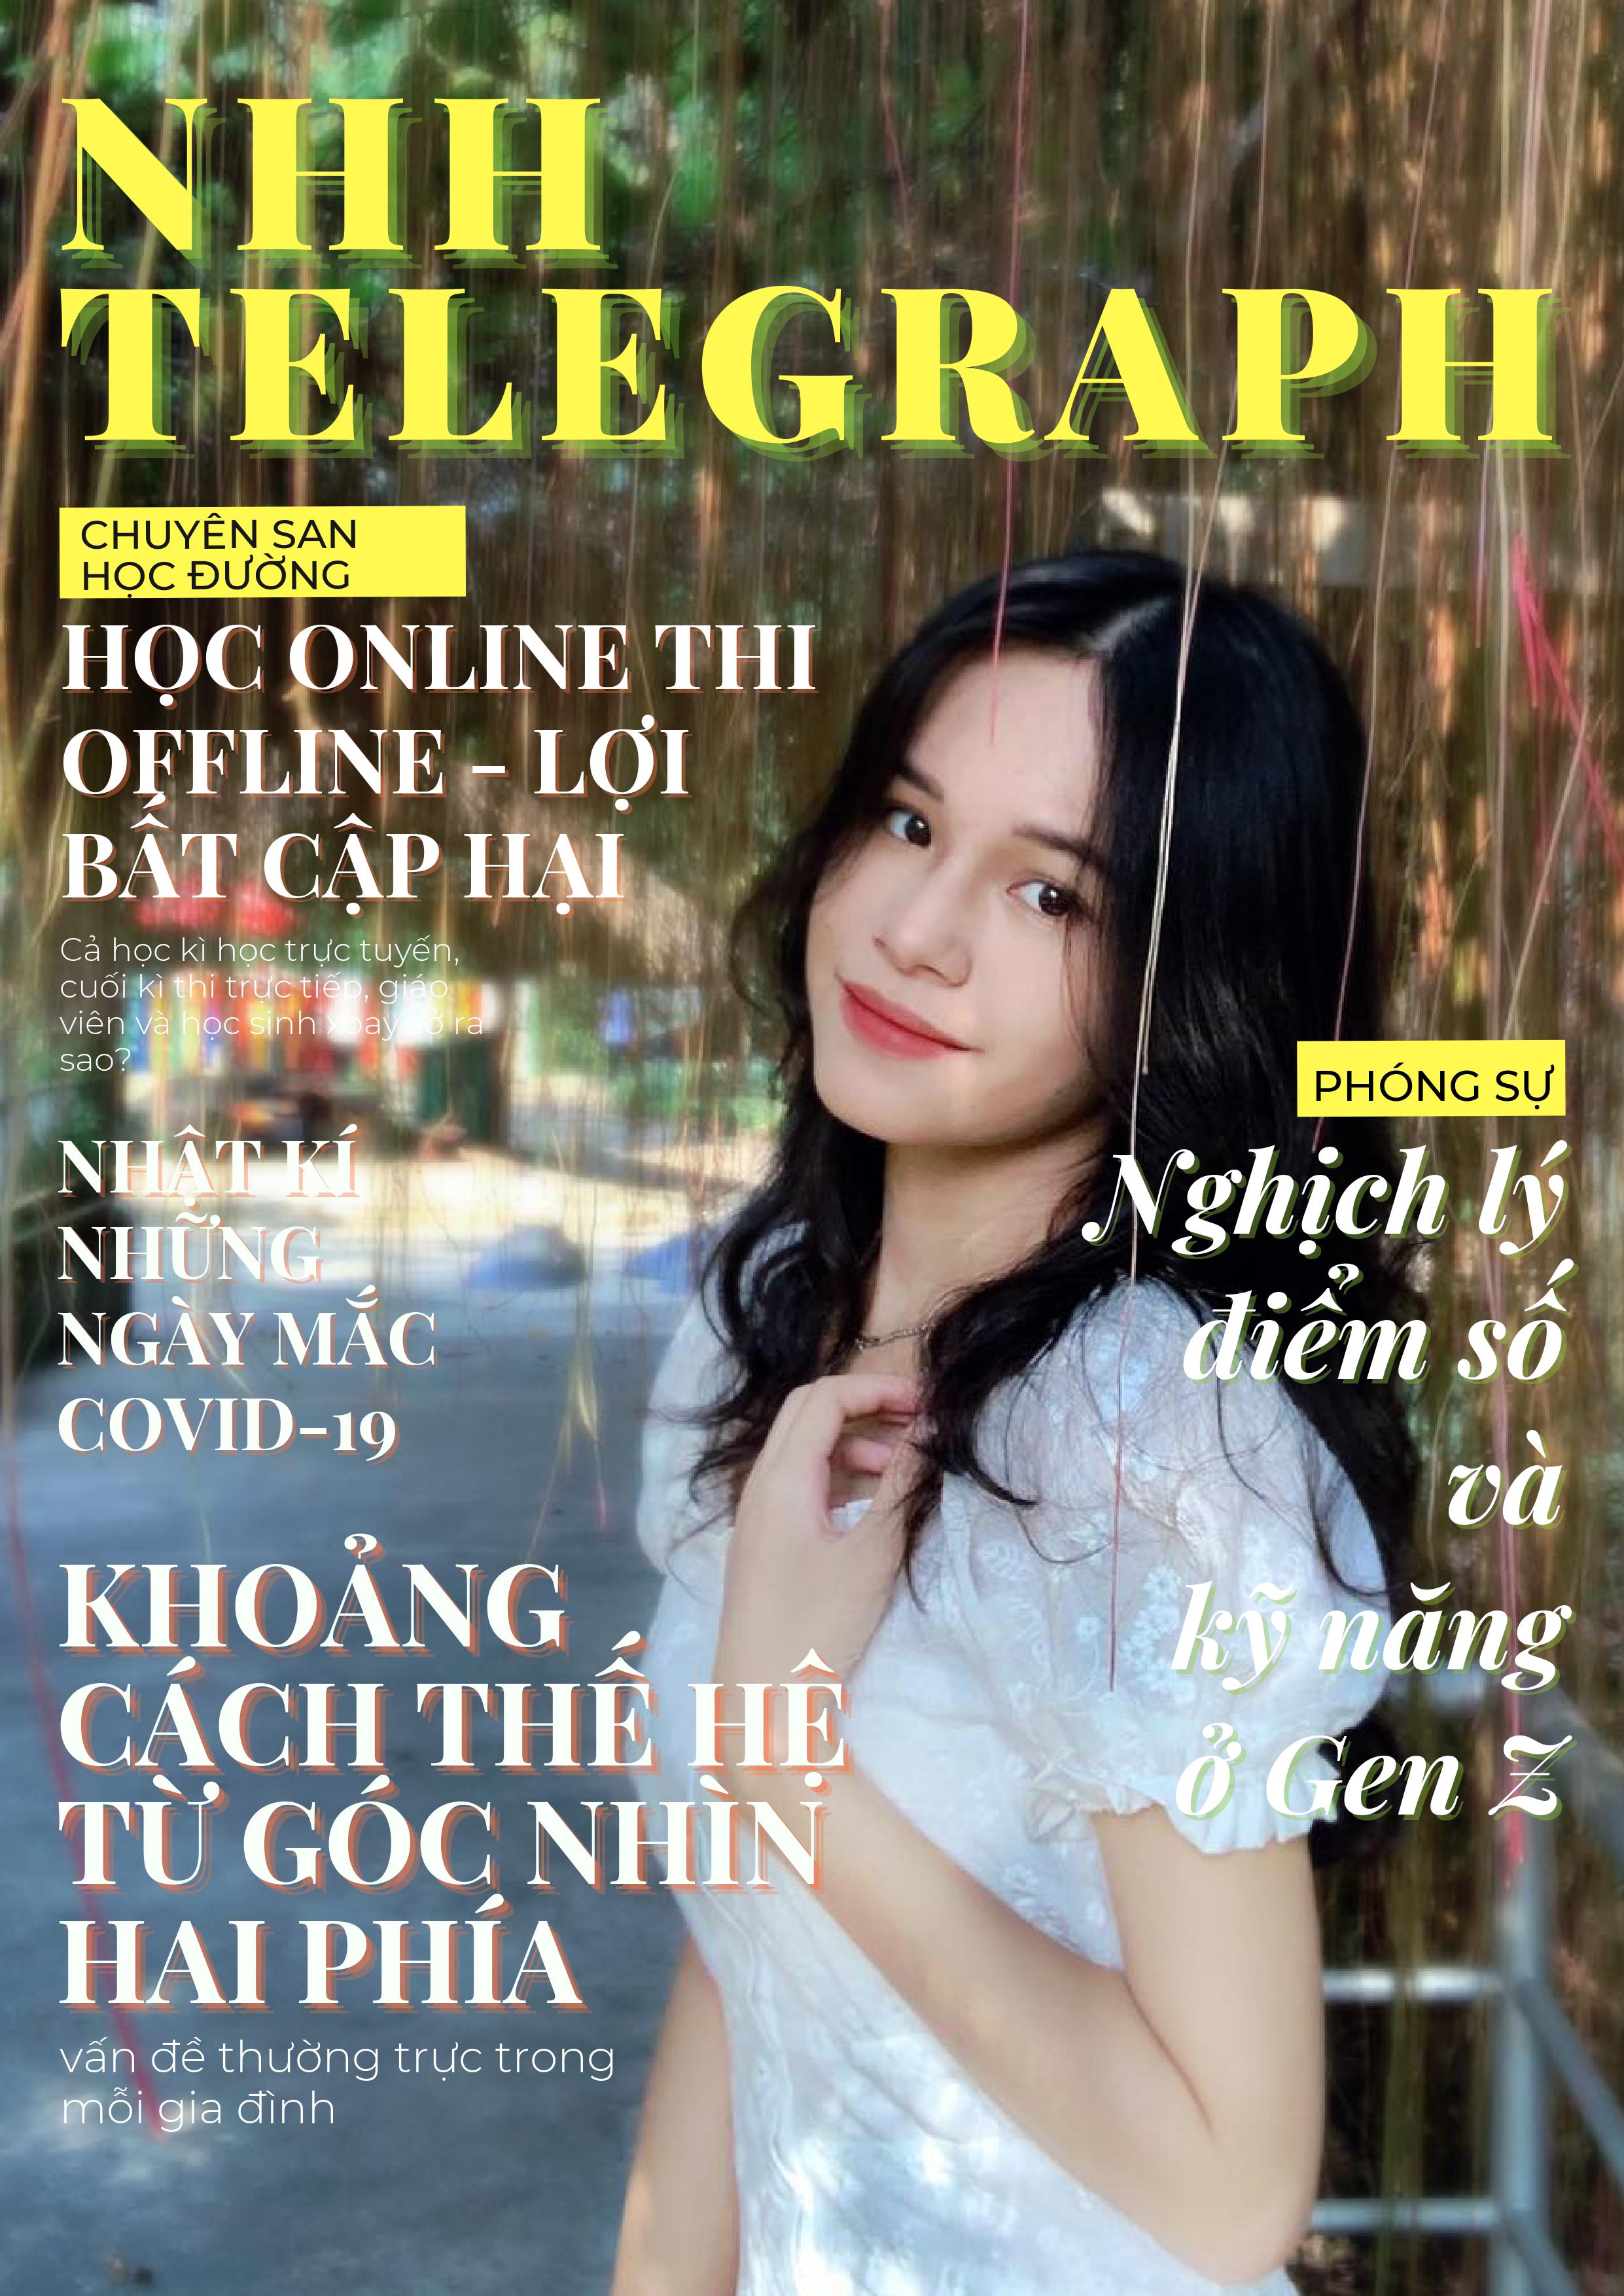 NHH
TELEGRAPH
CHUYÊN SAN
HỌC ĐƯỜNG
HỌC ONLINE THI
OFFLINE - LỢI
BẤT CẬP HẠI
Cả học kì học trực tuyến,
cuối kì thi trực tiếp, giáo
viên và học sinh xoay sở ra
sao?
NHẬT KÍ
NHỮNG
NGÀY MẮC
COVID-19
KHOẢNG
CÁCH THẾ HỆ
TỪ GÓC NHÌN
HAI PHÍA
vấn đề thường trực trong
mỗi gia đình
PHÓNG SỰ
Nghịch lý
điểm số
và
kỹ năng
ở Gen Z